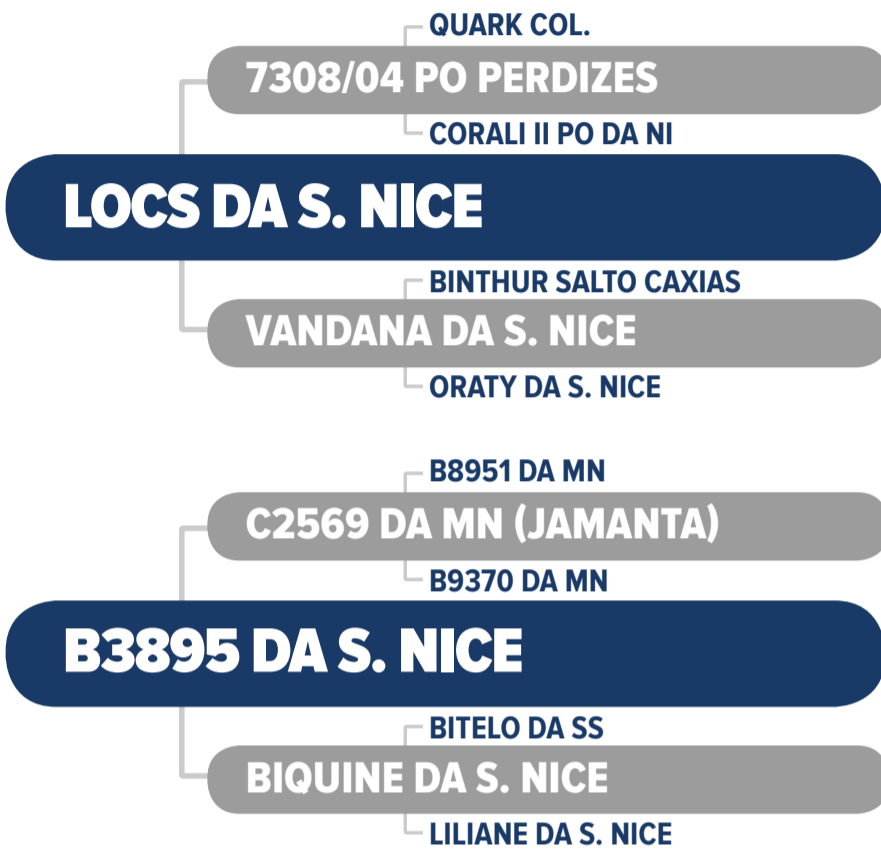 QUARK COL.
7308/04 PO PERDIZES
CORALI II PO DA NI
LOCS DA S. NICE
BINTHUR SALTO CAXIAS
VANDANA DA S. NICE
ORATY DA S. NICE
B8951 DA MN
C2569 DA MN (JAMANTA)
B9370 DA MN
B3895 DA S. NICE
BITELO DA SS
BIQUINE DA S. NICE
LILIANE DA S. NICE